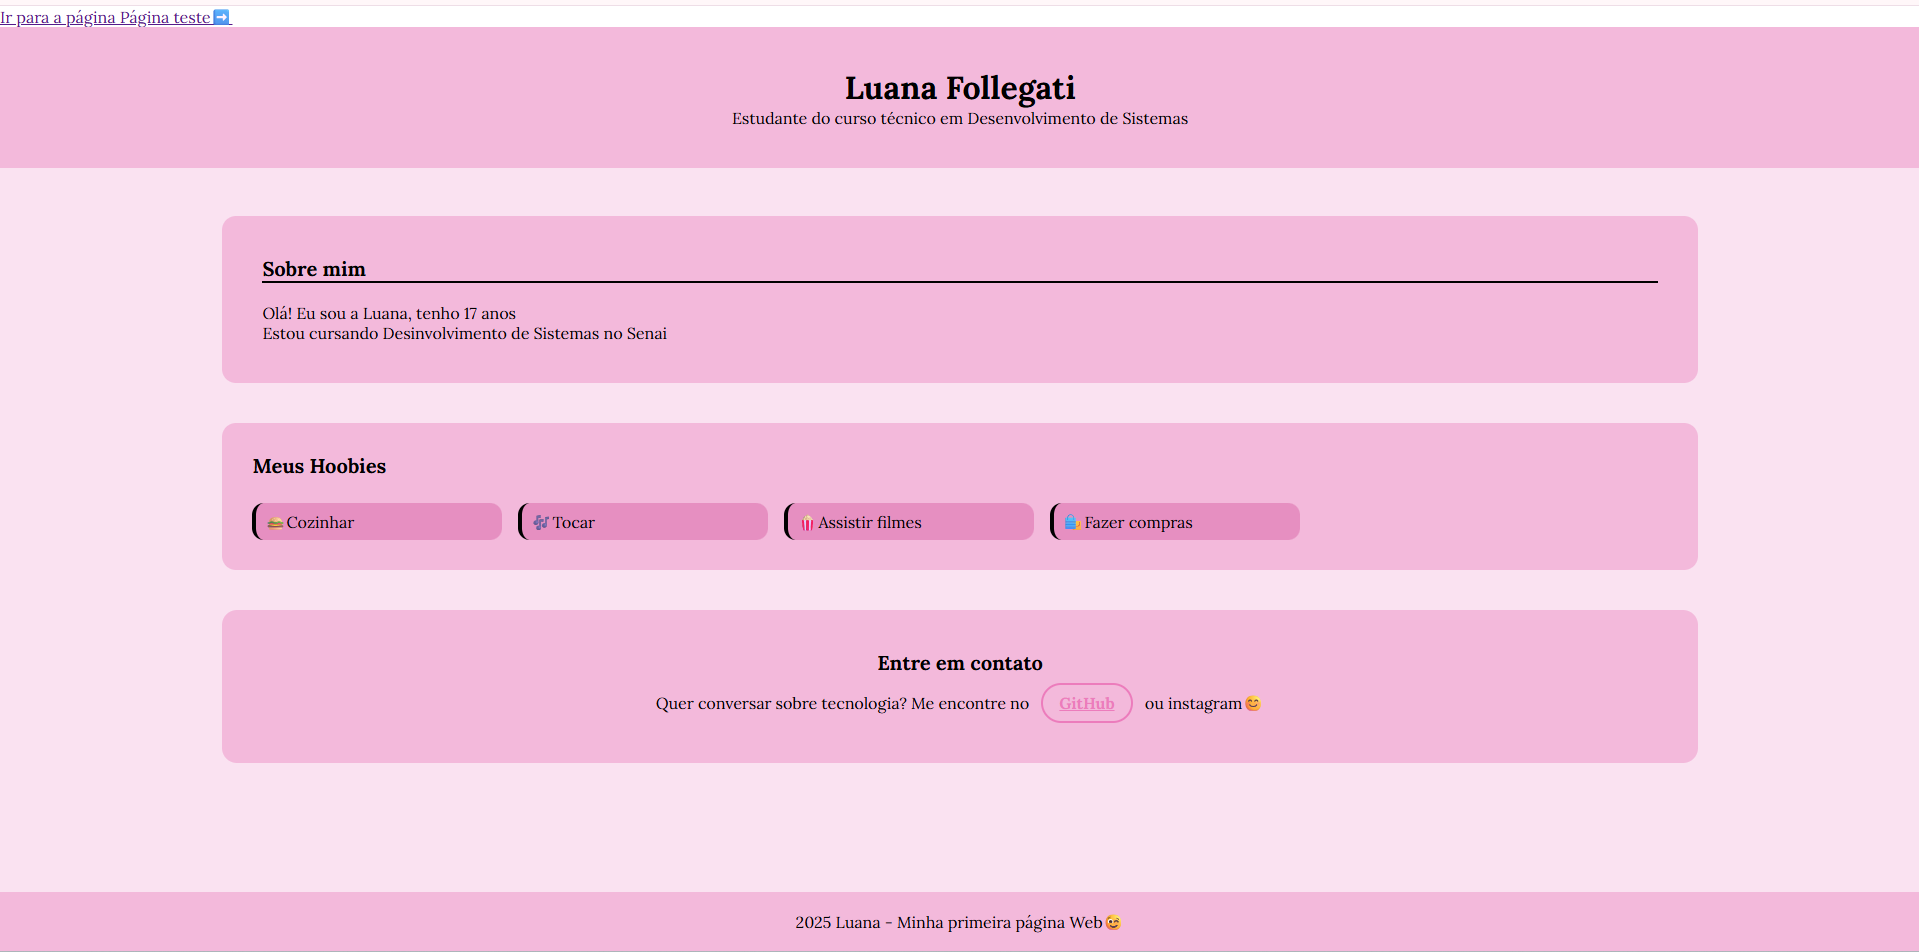 Ir para a página Página teste➡️
Luana Follegati
Estudante do curso técnico em Desenvolvimento de Sistemas
Sobre mim
Olá! Eu sou a Luana, tenho 17 anos
Estou cursando Desinvolvimento de Sistemas no Senai
Meus Hoobies
🍔Cozinhar
🎶Tocar
🍿Assistir filmes
🛍️Fazer compras
Entre em contato
Quer conversar sobre tecnologia? Me encontre no GitHub ou instagram😊
2025 Luana - Minha primeira página Web😉